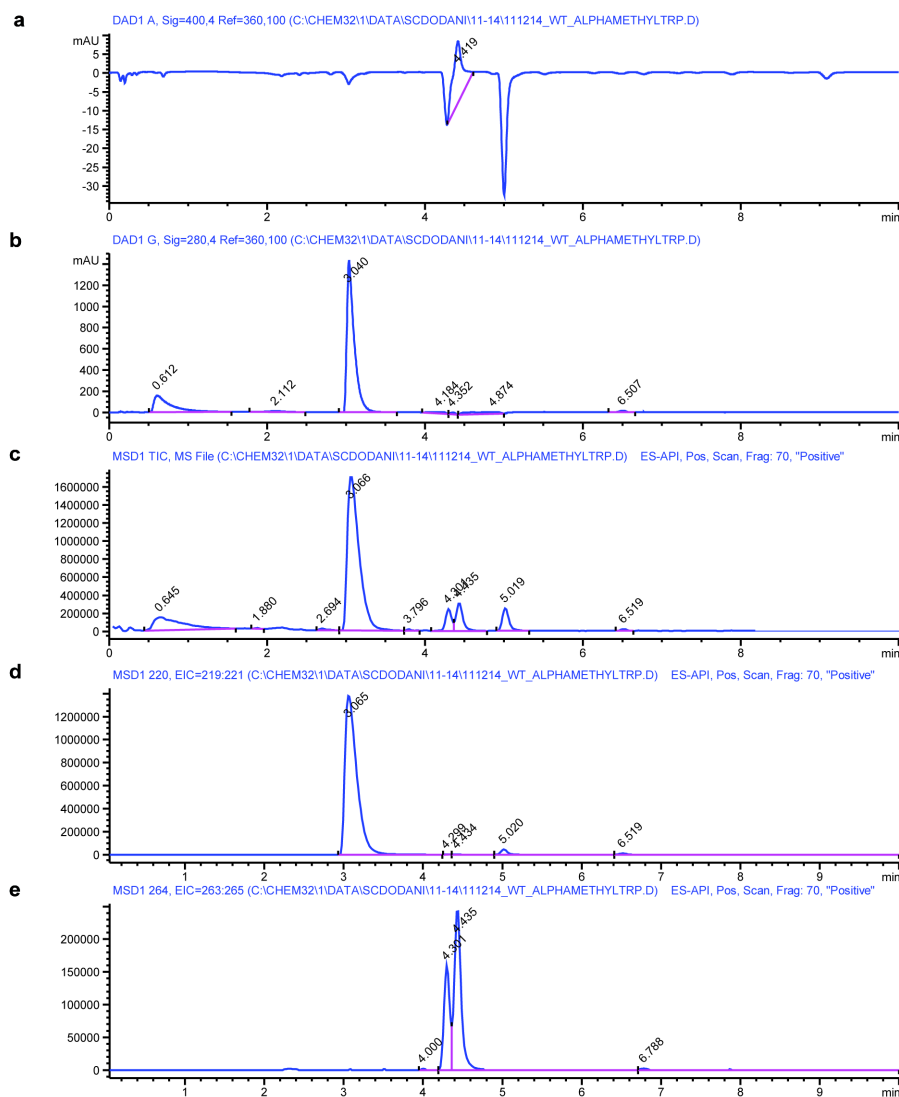 a
DAD1 A, Sig=400,4 Ref=360,100 (C:\CHEM32\1\DATA\SCDODANI\11-14\111214_WT_ALPHAMETHYLTRP.D)
mAU
5
0
-5
-10
-15
-20
-25
-30
4.419
0 2 4 6 8 min
b
DAD1 G, Sig=280,4 Ref=360,100 (C:\CHEM32\1\DATA\SCDODANI\11-14\111214_WT_ALPHAMETHYLTRP.D)
mAU
1200
1000
800
600
400
200
0
0.612 2.112 3.040 4.184 4.352 4.874 6.507
0 2 4 6 8 min
c
MSD1 TIC, MS File (C:\CHEM32\1\DATA\SCDODANI\11-14\111214_WT_ALPHAMETHYLTRP.D) ES-API, Pos, Scan, Frag: 70, "Positive"
1600000
1400000
1200000
1000000
800000
600000
400000
200000
0
0.645 1.880 2.694 3.066 3.796 4.301 4.435 5.019 6.519
0 2 4 6 8 min
d
MSD1 220, EIC=219:221 (C:\CHEM32\1\DATA\SCDODANI\11-14\111214_WT_ALPHAMETHYLTRP.D) ES-API, Pos, Scan, Frag: 70, "Positive"
1200000
1000000
800000
600000
400000
200000
0
3.065 4.299 4.434 5.020 6.519
0 1 2 3 4 5 6 7 8 9 min
e
MSD1 264, EIC=263:265 (C:\CHEM32\1\DATA\SCDODANI\11-14\111214_WT_ALPHAMETHYLTRP.D) ES-API, Pos, Scan, Frag: 70, "Positive"
200000
150000
100000
50000
0
4.000 4.301 4.435 6.788
0 1 2 3 4 5 6 7 8 9 min